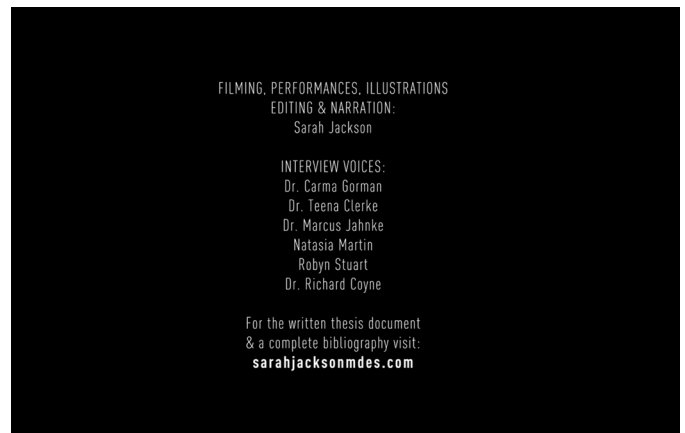 FILMING, PERFORMANCES, ILLUSTRATIONS
EDITING & NARRATION:
Sarah Jackson
INTERVIEW VOICES:
Dr. Carma Gorman
Dr. Teena Clerke
Dr. Marcus Jahnke
Natasia Martin
Robyn Stuart
Dr. Richard Coyne
For the written thesis document
& a complete bibliography visit:
sarahjacksonmdes.com